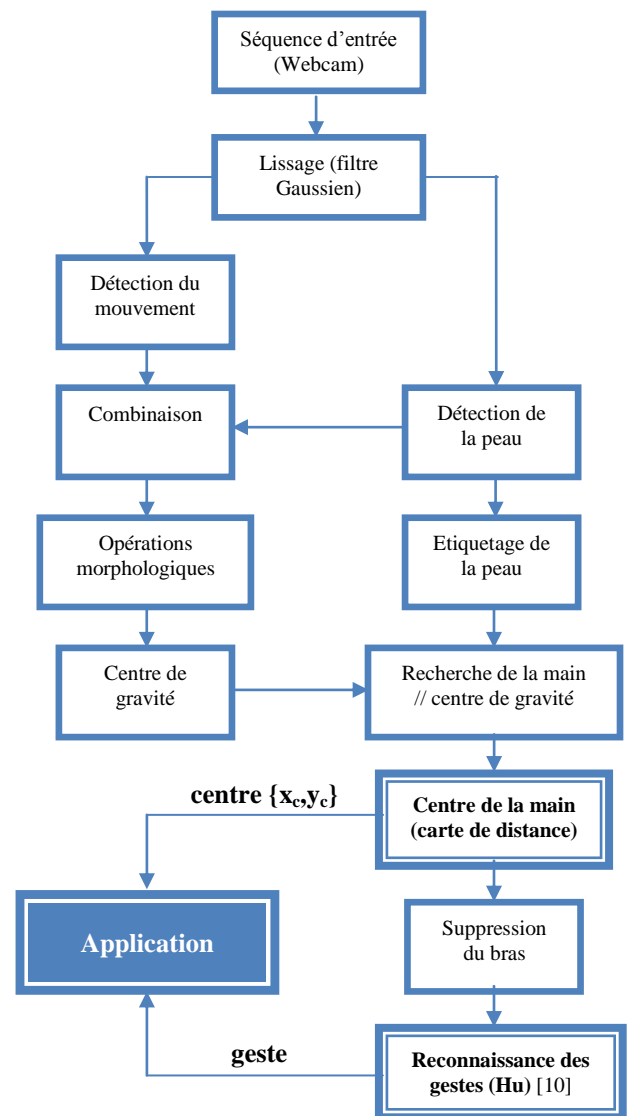 Séquence d’entrée
(Webcam)
Lissage (filtre
Gaussien)
Détection du
mouvement
Combinaison
Détection de
la peau
Opérations
morphologiques
Etiquetage de
la peau
Centre de
gravité
Recherche de la main
// centre de gravité
centre {xc,yc}
Centre de la main
(carte de distance)
Application
Suppression
du bras
geste
Reconnaissance des
gestes (Hu) [10]